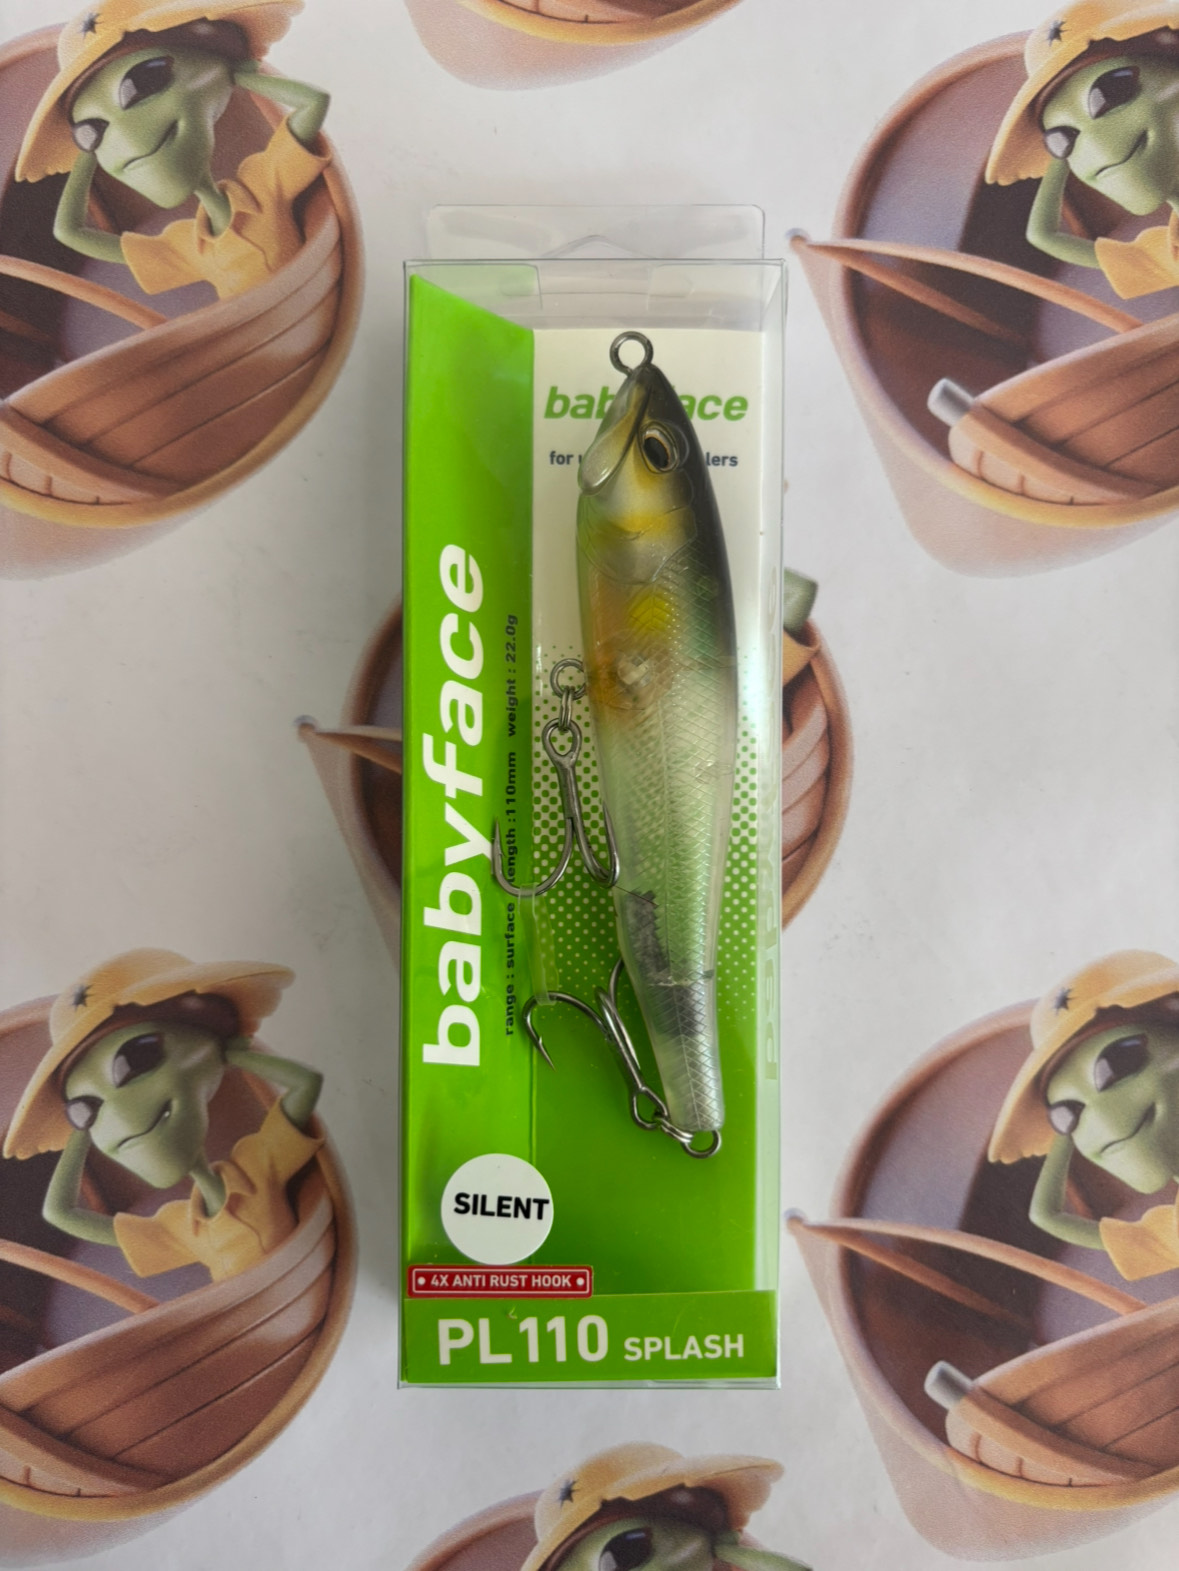 babyface
babyface
range : surface length : 110mm weight : 22.0g
for
lers
SILENT
4X ANTI RUST HOOK
PL110 SPLASH